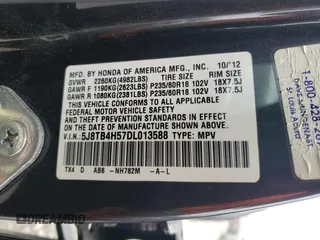 MFD. BY HONDA OF AMERICA MFG., INC. 10/12
GVWR 2260KG(4982LBS) TIRE SIZE RIM SIZE
GAWR F 1190KG(2623LBS) P235/60R18 102V 18X7.5J
GAWR R 1080KG(2381LBS) P235/60R18 102V 18X7.5J
THIS VEHICLE CONFORMS TO ALL APPLICABLE
FEDERAL MOTOR VEHICLE SAFETY AND
THEFT PREVENTION STANDARDS IN EFFECT ON THE
DATE OF MANUFACTURE SHOWN ABOVE.
V.I.N.: 5J8TB4H57DL013588 TYPE: MPV
TX4 D AB6 -NH782M -A-L
1-800-428-
CREAMBID